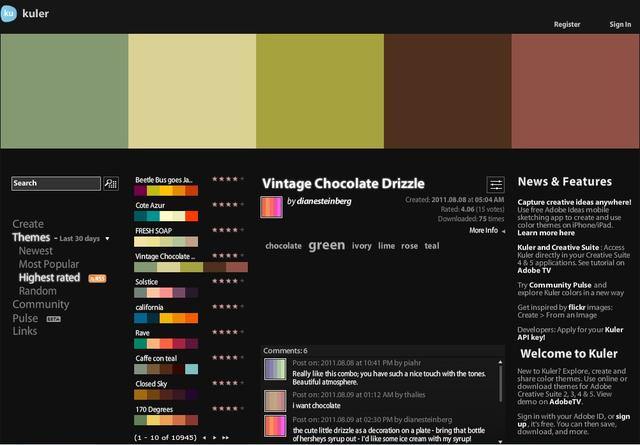 ku kuler
Register Sign In
Search
Create
Themes - Last 30 days
Newest
Most Popular
Highest rated RSS
Random
Community
Pulse BETA
Links
Beetle Bus goes Ja..
Cote Azur
FRESH SOAP
Vintage Chocolate ..
Solstice
california
Rave
Caffe con teal
Closed Sky
170 Degrees
(1 - 10 of 10945)
Vintage Chocolate Drizzle
by dianesteinberg
Created: 2011.08.08 at 05:04 AM
Rated: 4.06 (15 votes)
Downloaded: 75 times
More Info
chocolate green ivory lime rose teal
Comments: 6
Post on: 2011.08.08 at 10:41 PM by piahr
Really like this combo; you have such a nice touch with the tones.
Beautiful atmosphere.
Post on: 2011.08.09 at 01:12 AM by thalies
i want chocolate
Post on: 2011.08.09 at 02:30 PM by dianesteinberg
the cute little drizzle as a decoration on a plate - bring that bottle
of hersheys syrup out - I'd like some ice cream with my syrup!
News & Features
Capture creative ideas anywhere!
Use free Adobe Ideas mobile
sketching app to create and use
color themes on iPhone/iPad.
Learn more here
Kuler and Creative Suite : Access
Kuler directly in your Creative Suite
4 & 5 applications. See tutorial on
Adobe TV
Try Community Pulse and
explore Kuler colors in a new way
Get inspired by flickr images:
Create > From an Image
Developers: Apply for your Kuler
API key!
Welcome to Kuler
New to Kuler? Explore, create and
share color themes. Use online or
download themes for Adobe
Creative Suite 2, 3, 4 & 5. View
demo on AdobeTV.
Sign in with your Adobe ID, or sign
up, it's free. You can then save,
download, and more.